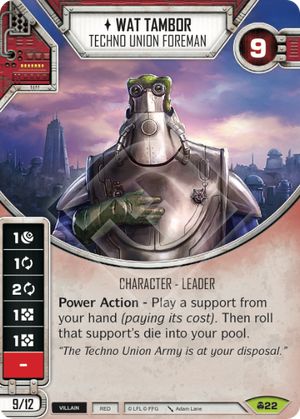 WAT TAMBOR
TECHNO UNION FOREMAN
9
1
1
2
1
1
-
CHARACTER - LEADER
Power Action - Play a support from
your hand (paying its cost). Then roll
that support's die into your pool.
"The Techno Union Army is at your disposal."
9/12
VILLAIN
RED
© LFL © FFG
Adam Lane
22